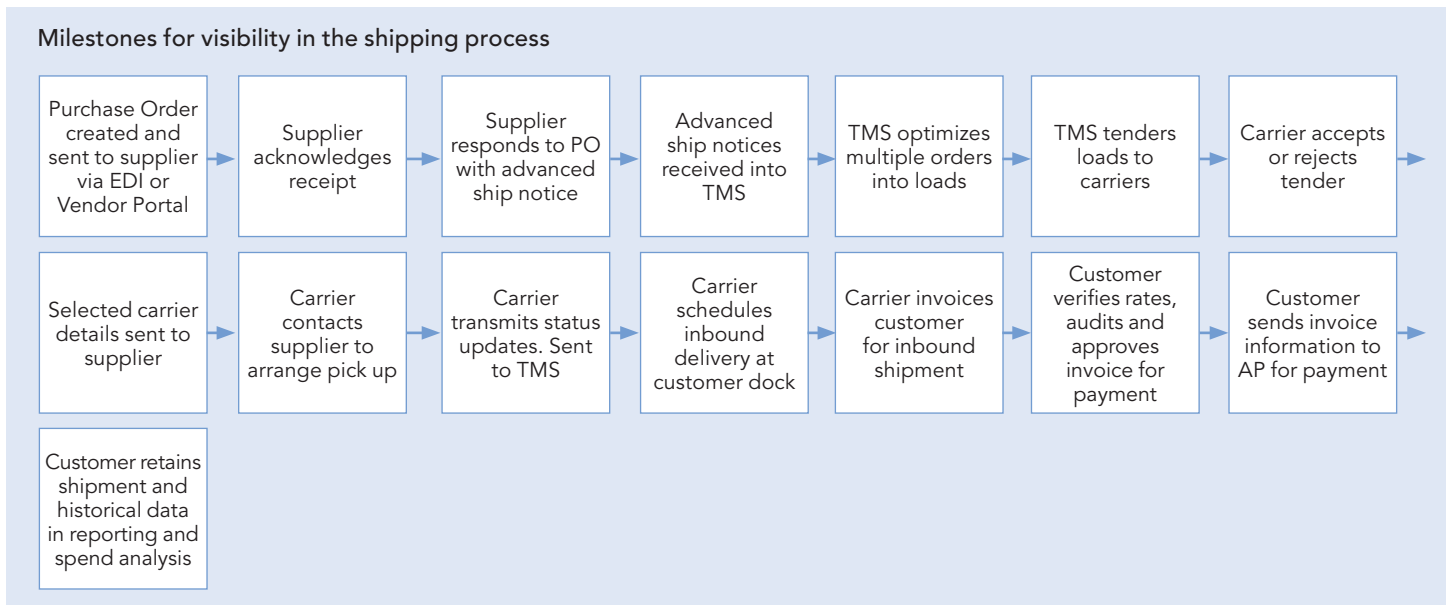 Milestones for visibility in the shipping process
Purchase Order
created and
sent to supplier
via EDI or
Vendor Portal
Supplier
acknowledges
receipt
Supplier
responds to PO
with advanced
ship notice
Advanced
ship notices
received into
TMS
TMS optimizes
multiple orders
into loads
TMS tenders
loads to
carriers
Carrier accepts
or rejects
tender
Selected carrier
details sent to
supplier
Carrier
contacts
supplier to
arrange pick up
Carrier
transmits status
updates. Sent
to TMS
Carrier
schedules
inbound
delivery at
customer dock
Carrier invoices
customer
for inbound
shipment
Customer
verifies rates,
audits and
approves
invoice for
payment
Customer
sends invoice
information to
AP for payment
Customer retains
shipment and
historical data
in reporting and
spend analysis